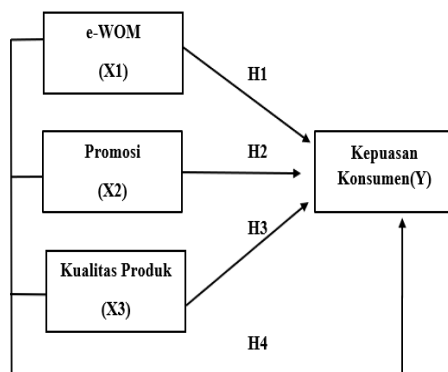 e-WOM
(X1)
H1
Promosi
(X2)
H2
Kepuasan
Konsumen(Y)
H3
Kualitas Produk
(X3)
H4